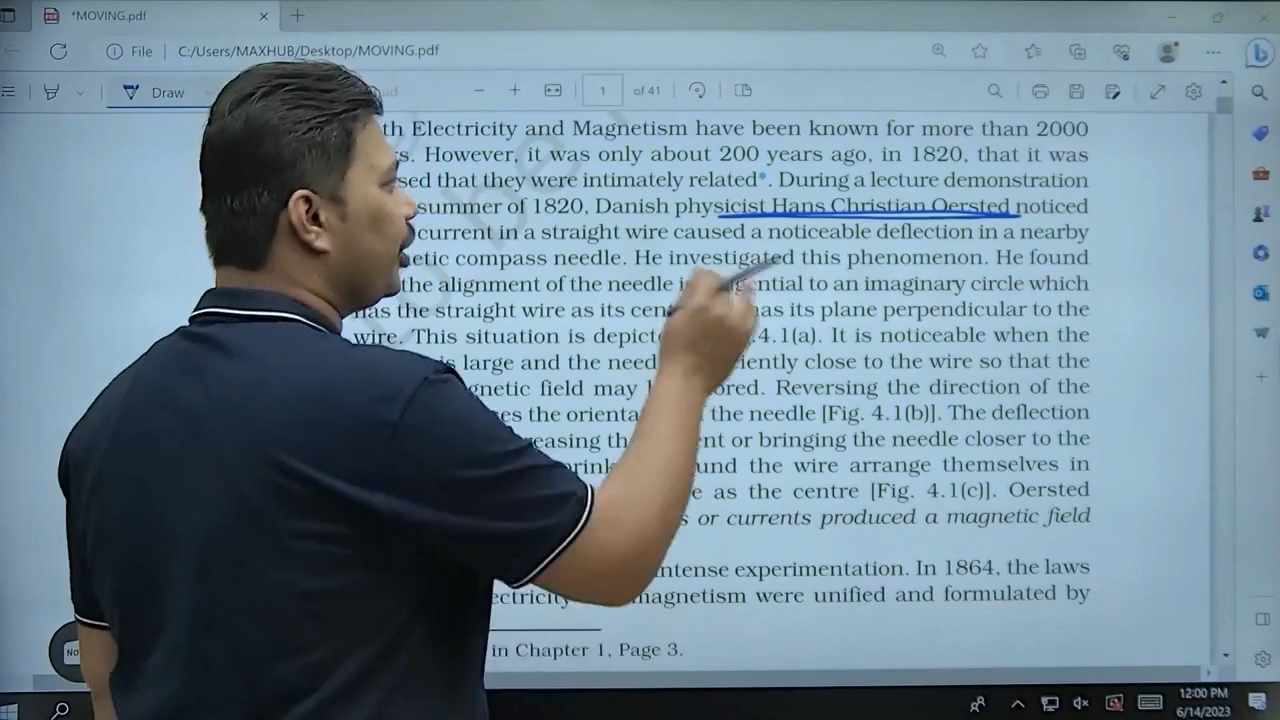 *MOVING.pdf
File C:/Users/MAXHUB/Desktop/MOVING.pdf
Draw
1 of 41
th Electricity and Magnetism have been known for more than 2000
s. However, it was only about 200 years ago, in 1820, that it was
sed that they were intimately related*. During a lecture demonstration
summer of 1820, Danish physicist Hans Christian Oersted noticed
current in a straight wire caused a noticeable deflection in a nearby
etic compass needle. He investigated this phenomenon. He found
the alignment of the needle is tangential to an imaginary circle which
has the straight wire as its cen has its plane perpendicular to the
wire. This situation is depict 4.1(a). It is noticeable when the
is large and the need iently close to the wire so that the
gnetic field may ored. Reversing the direction of the
es the orienta the needle [Fig. 4.1(b)]. The deflection
reasing th nt or bringing the needle closer to the
rink und the wire arrange themselves in
e as the centre [Fig. 4.1(c)]. Oersted
s or currents produced a magnetic field
intense experimentation. In 1864, the laws
ectricity magnetism were unified and formulated by
in Chapter 1, Page 3.
12:00 PM
6/14/2023